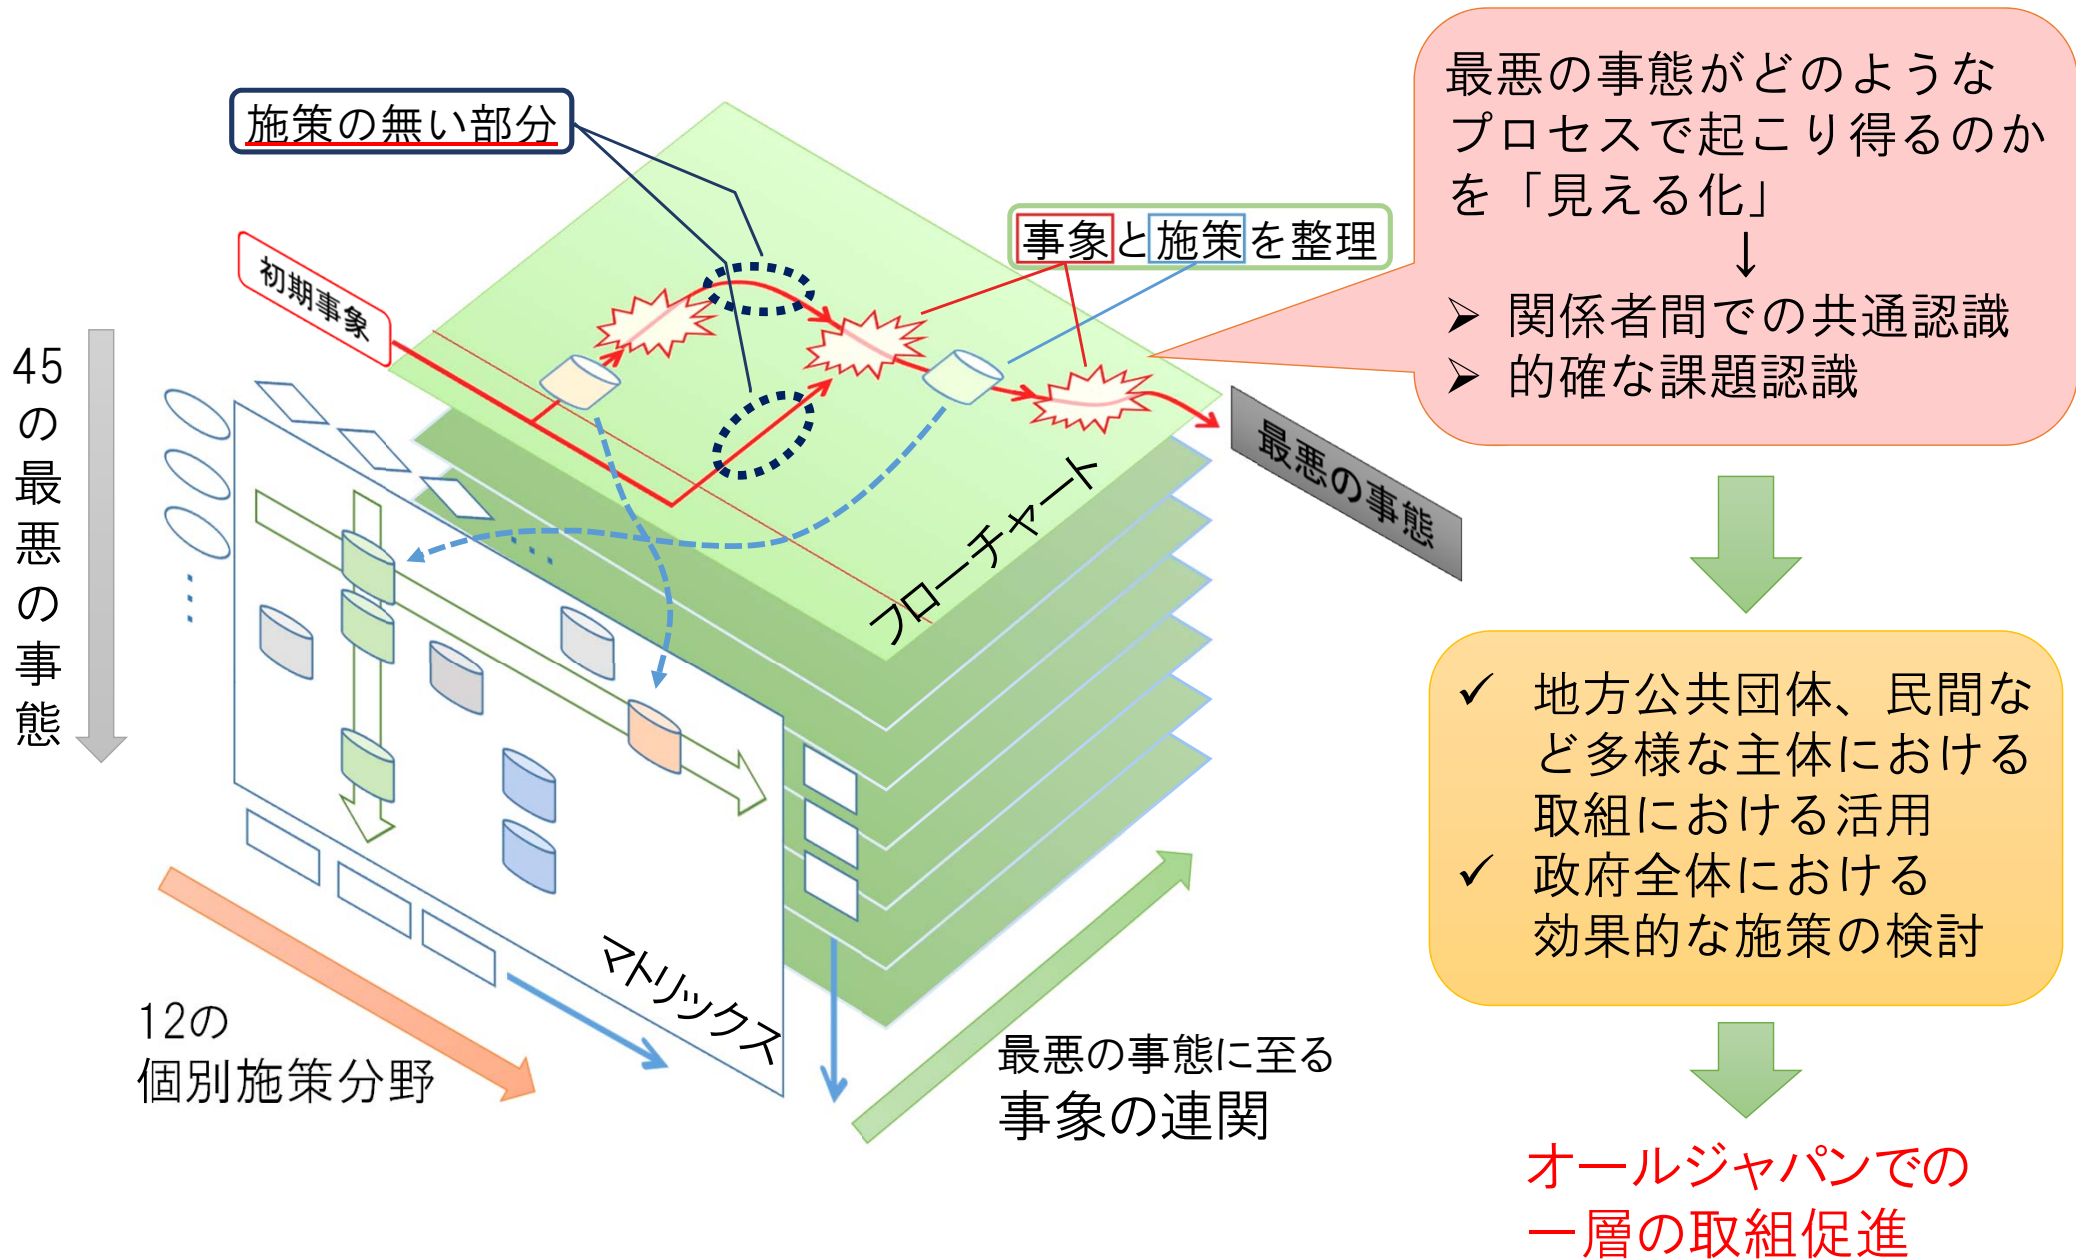 施策の無い部分
初期事象
事象と施策を整理
最悪の事態がどのような
プロセスで起こり得るのか
を「見える化」
↓
➢ 関係者間での共通認識
➢ 的確な課題認識
45の最悪の事態
最悪の事態
フローチャート
マトリックス
12の
個別施策分野
最悪の事態に至る
事象の連関
✓ 地方公共団体、民間な
ど多様な主体における
取組における活用
✓ 政府全体における
効果的な施策の検討
オールジャパンでの
一層の取組促進